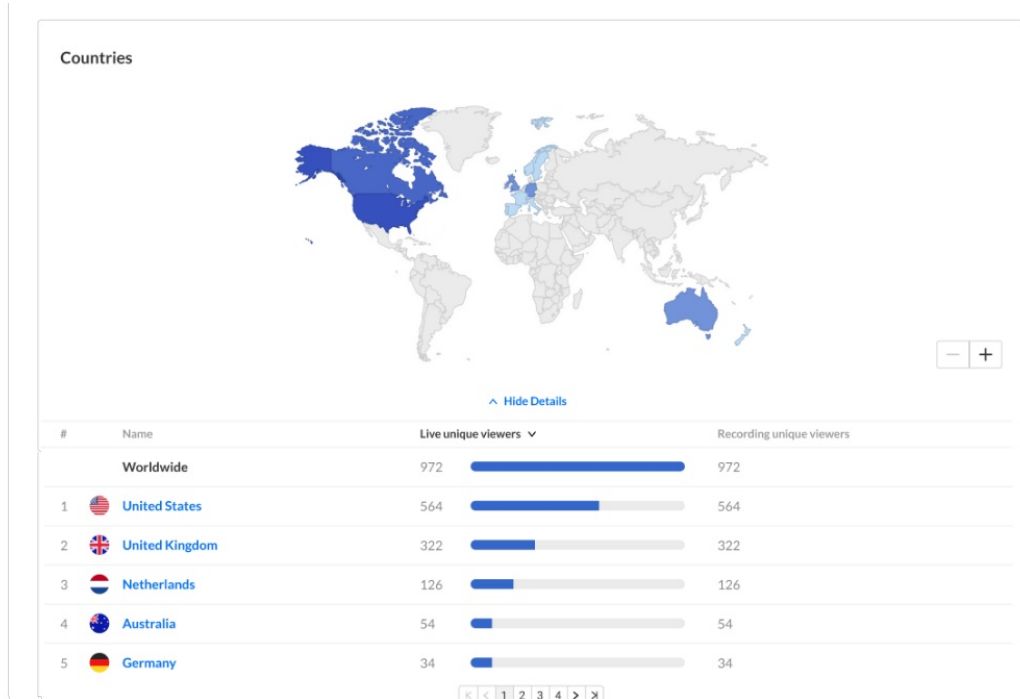 Countries
− +
Hide Details
# Name Live unique viewers Recording unique viewers
Worldwide 972 972
1 United States 564 564
2 United Kingdom 322 322
3 Netherlands 126 126
4 Australia 54 54
5 Germany 34 34
1 2 3 4